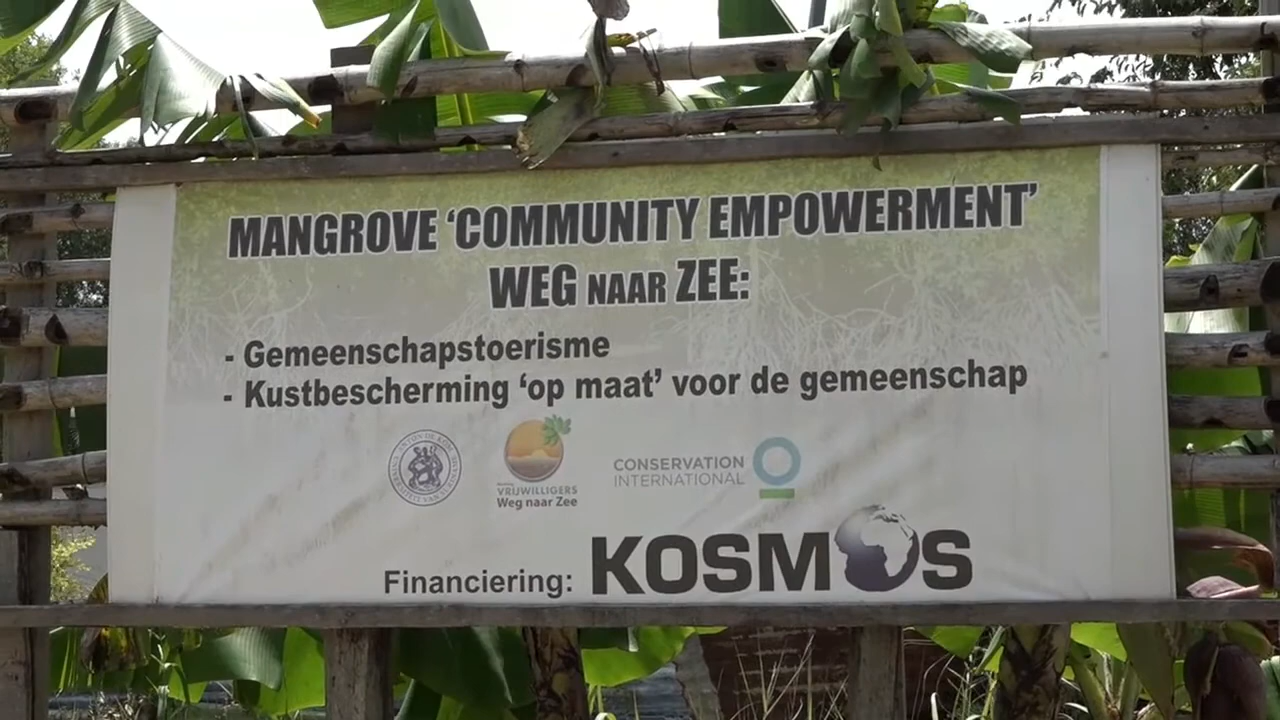 MANGROVE ‘COMMUNITY EMPOWERMENT’
WEG NAAR ZEE:
- Gemeenschapstoerisme
- Kustbescherming ‘op maat’ voor de gemeenschap
VRIJWILLIGERS
Weg naar Zee
CONSERVATION
INTERNATIONAL
Financiering: KOSMOS